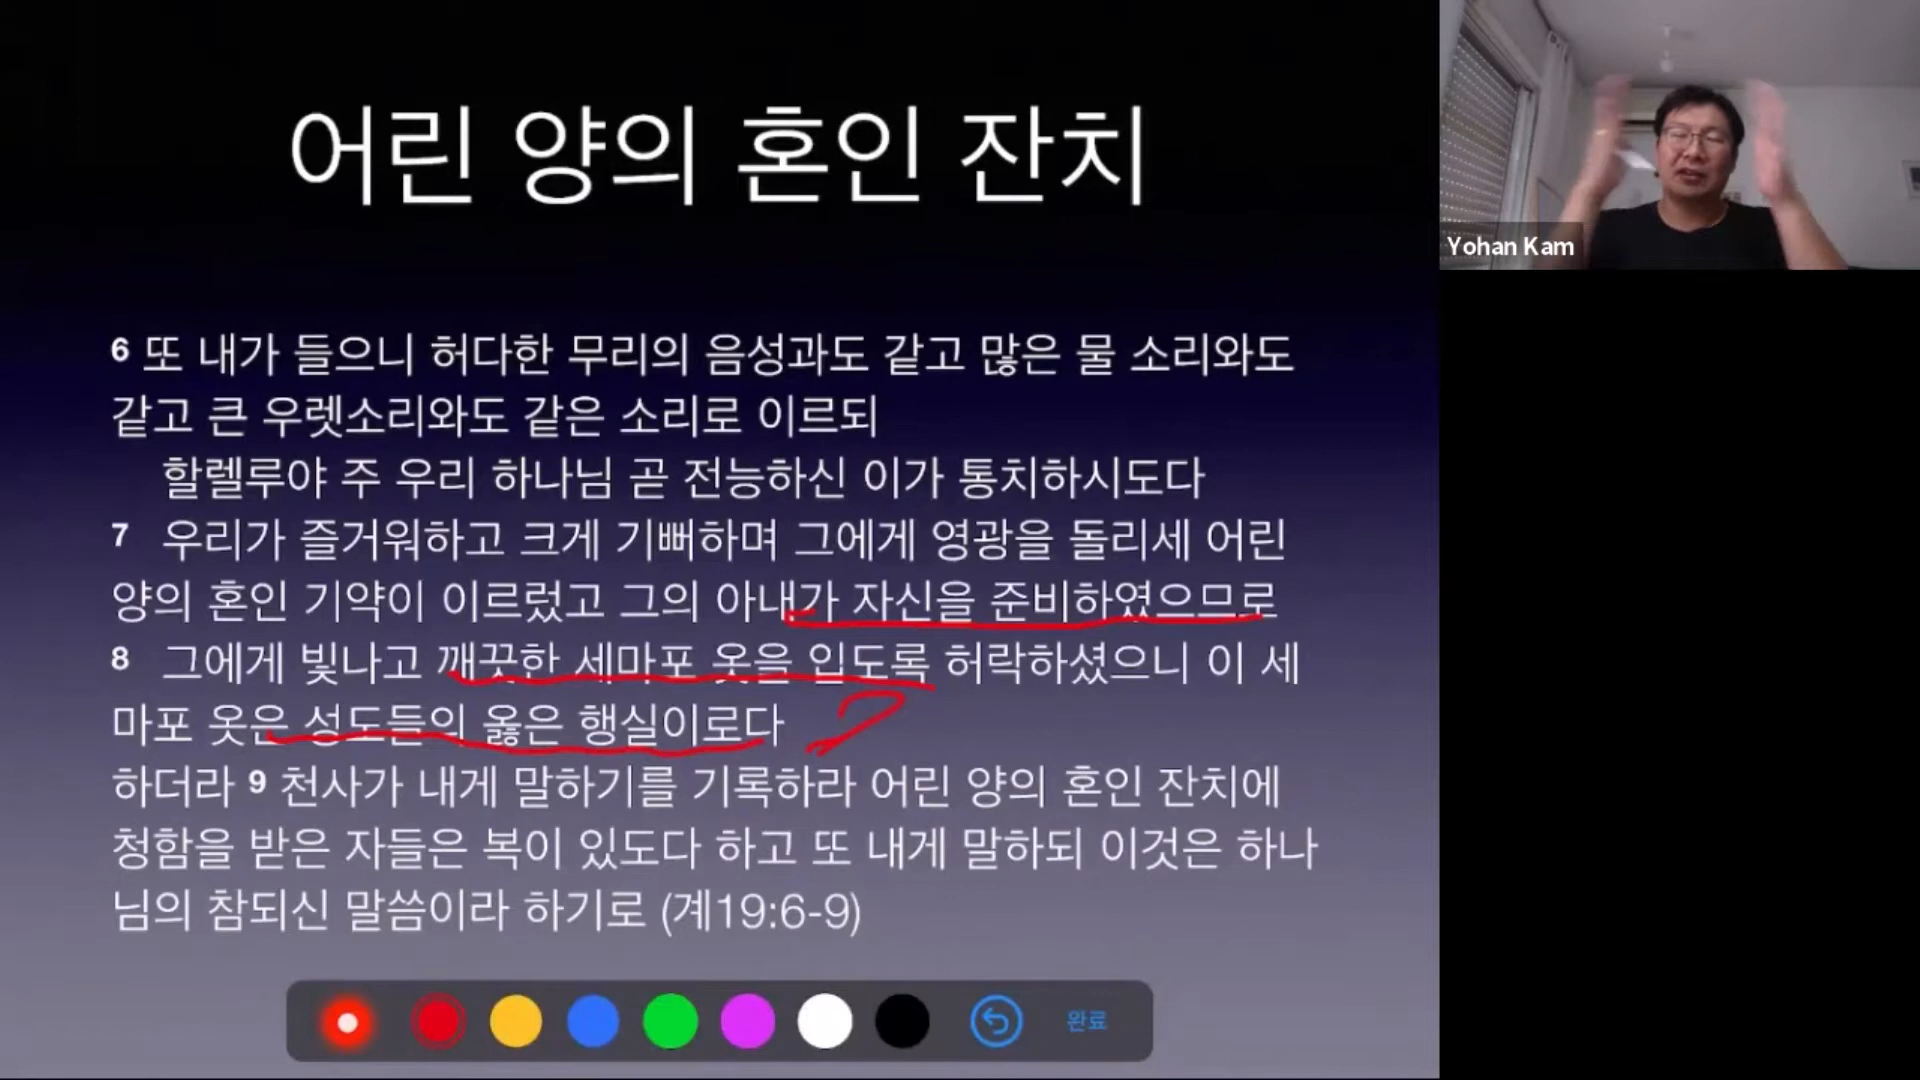 어린 양의 혼인 잔치
6 또 내가 들으니 허다한 무리의 음성과도 같고 많은 물 소리와도
같고 큰 우렛소리와도 같은 소리로 이르되
할렐루야 주 우리 하나님 곧 전능하신 이가 통치하시도다
7 우리가 즐거워하고 크게 기뻐하며 그에게 영광을 돌리세 어린
양의 혼인 기약이 이르렀고 그의 아내가 자신을 준비하였으므로
8 그에게 빛나고 깨끗한 세마포 옷을 입도록 허락하셨으니 이 세
마포 옷은 성도들의 옳은 행실이로다
하더라 9 천사가 내게 말하기를 기록하라 어린 양의 혼인 잔치에
청함을 받은 자들은 복이 있도다 하고 또 내게 말하되 이것은 하나
님의 참되신 말씀이라 하기로 (계19:6-9)
완료
Yohan Kam